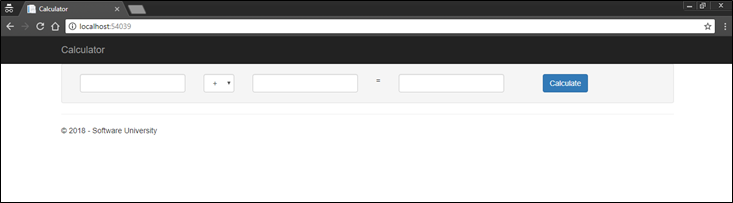 Calculator
localhost:54039
Calculator
+
=
Calculate
© 2018 - Software University